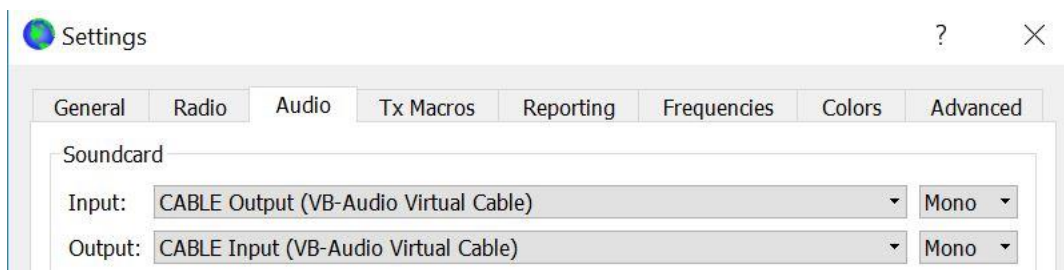 Settings ?
General Radio Audio Tx Macros Reporting Frequencies Colors Advanced
Soundcard
Input: CABLE Output (VB-Audio Virtual Cable) Mono
Output: CABLE Input (VB-Audio Virtual Cable) Mono